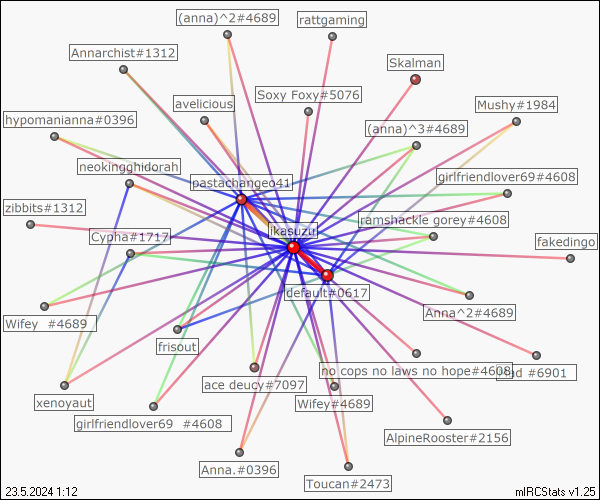 (anna)^2#4689
rattgaming
Annarchist#1312
Skalman
avelicious
Soxy Foxy#5076
Mushy#1984
hypomanianna#0396
(anna)^3#4689
neokingghidorah
pastachangeo41
girlfriendlover69#4608
zibbits#1312
ramshackle gorey#4608
Cypha#1717
ikasuzu
fakedingo
default#0617
Anna^2#4689
Wifey #4689
frisout
no cops no laws no hope#4608
#6901
ace deucy#7097
xenoyaut
Wifey#4689
girlfriendlover69 #4608
AlpineRooster#2156
Anna.#0396
Toucan#2473
23.5.2024 1:12
mIRCStats v1.25